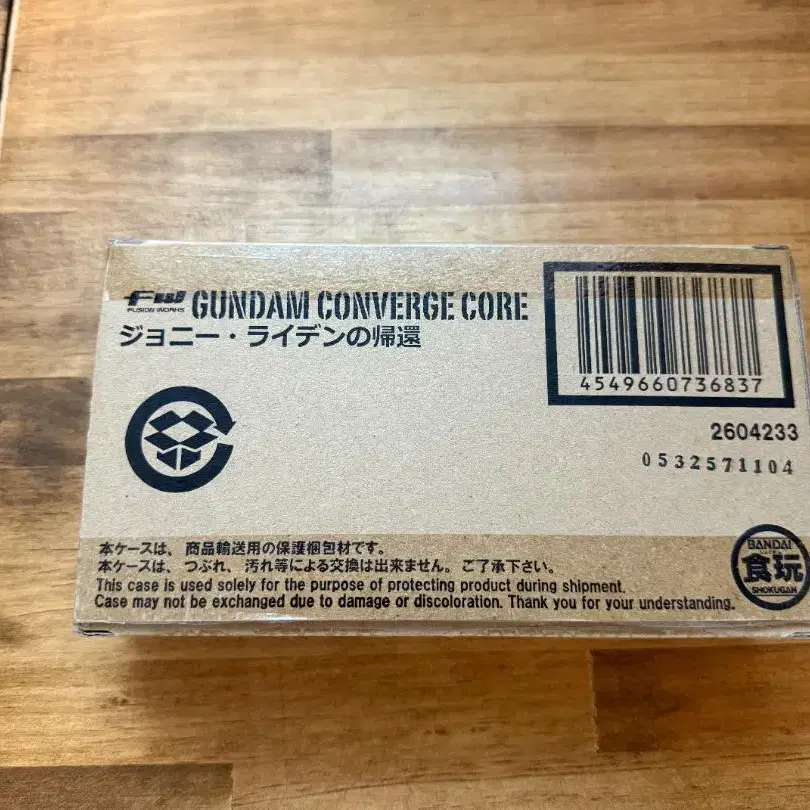 FW GUNDAM CONVERGE CORE
FUSION WORKS
ジョニー・ライデンの帰還
4549660736837
2604233
0532571104
本ケースは、商品輸送用の保護梱包材です。
本ケースは、つぶれ、汚れ等による交換は出来ません。ご了承下さい。
This case is used solely for the purpose of protecting product during shipment.
Case may not be exchanged due to damage or discoloration. Thank you for your understanding.
BANDAI
食玩
SHOKUGAN